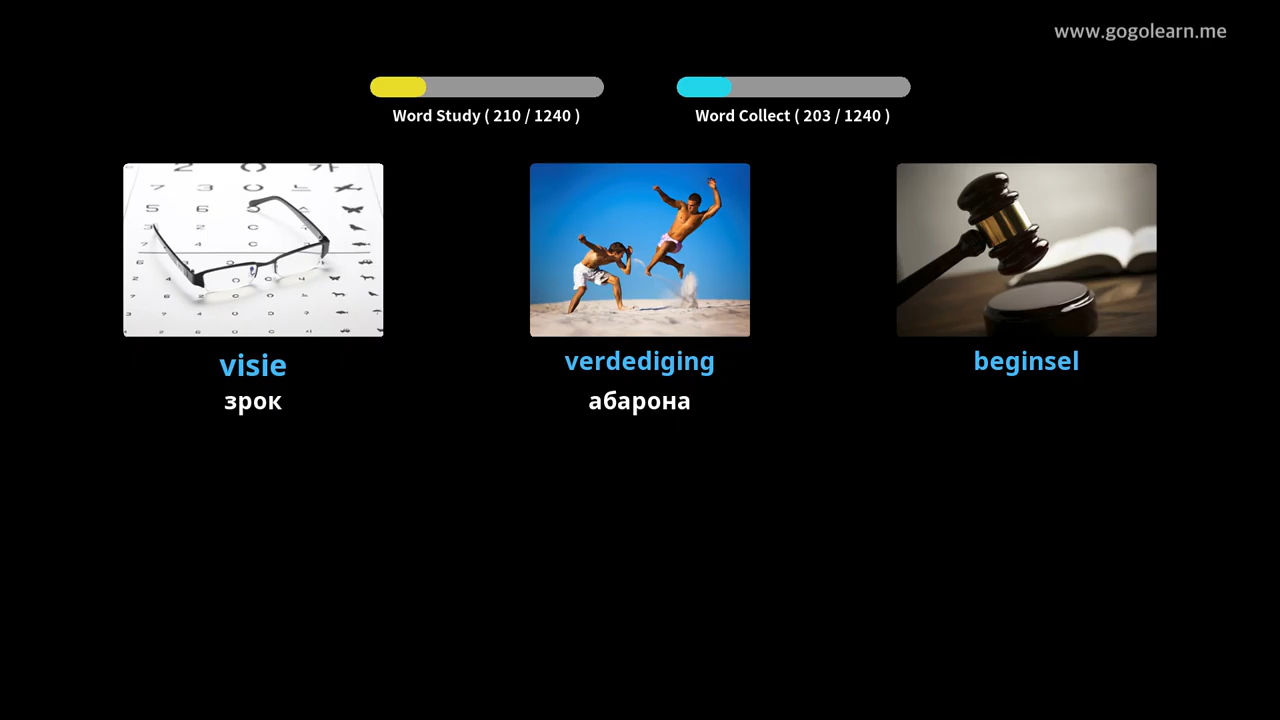 www.gogolearn.me
Word Study ( 210 / 1240 )
Word Collect ( 203 / 1240 )
visie
verdediging
beginsel
зрок
абарона